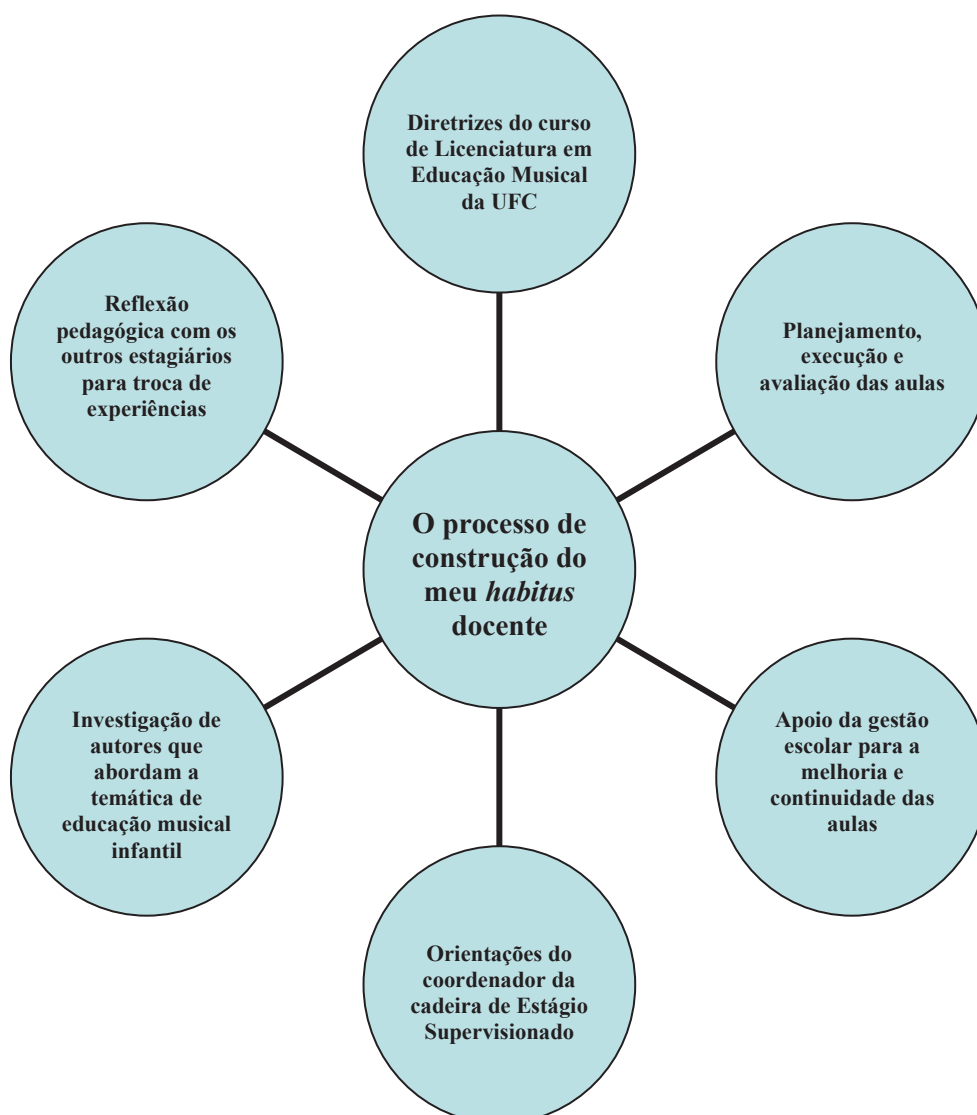 Diretrizes do curso
de Licenciatura em
Educação Musical
da UFC
Reflexão
pedagógica com os
outros estagiários
para troca de
experiências
Planejamento,
execução e
avaliação das aulas
O processo de
construção do
meu habitus
docente
Investigação de
autores que
abordam a
temática de
educação musical
infantil
Apoio da gestão
escolar para a
melhoria e
continuidade das
aulas
Orientações do
coordenador da
cadeira de Estágio
Supervisionado